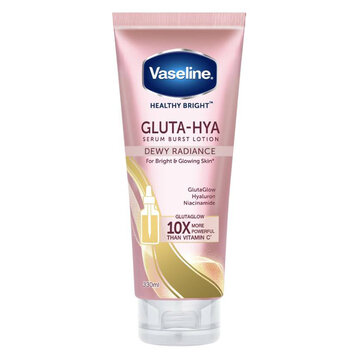 Vaseline.
HEALTHY BRIGHT™
GLUTA-HYA
SERUM BURST LOTION
DEWY RADIANCE
For Bright & Glowing Skin*
GlutaGlow
Hyaluron
Niacinamide
GLUTAGLOW
10X MORE
POWERFUL
THAN VITAMIN C*
330ml